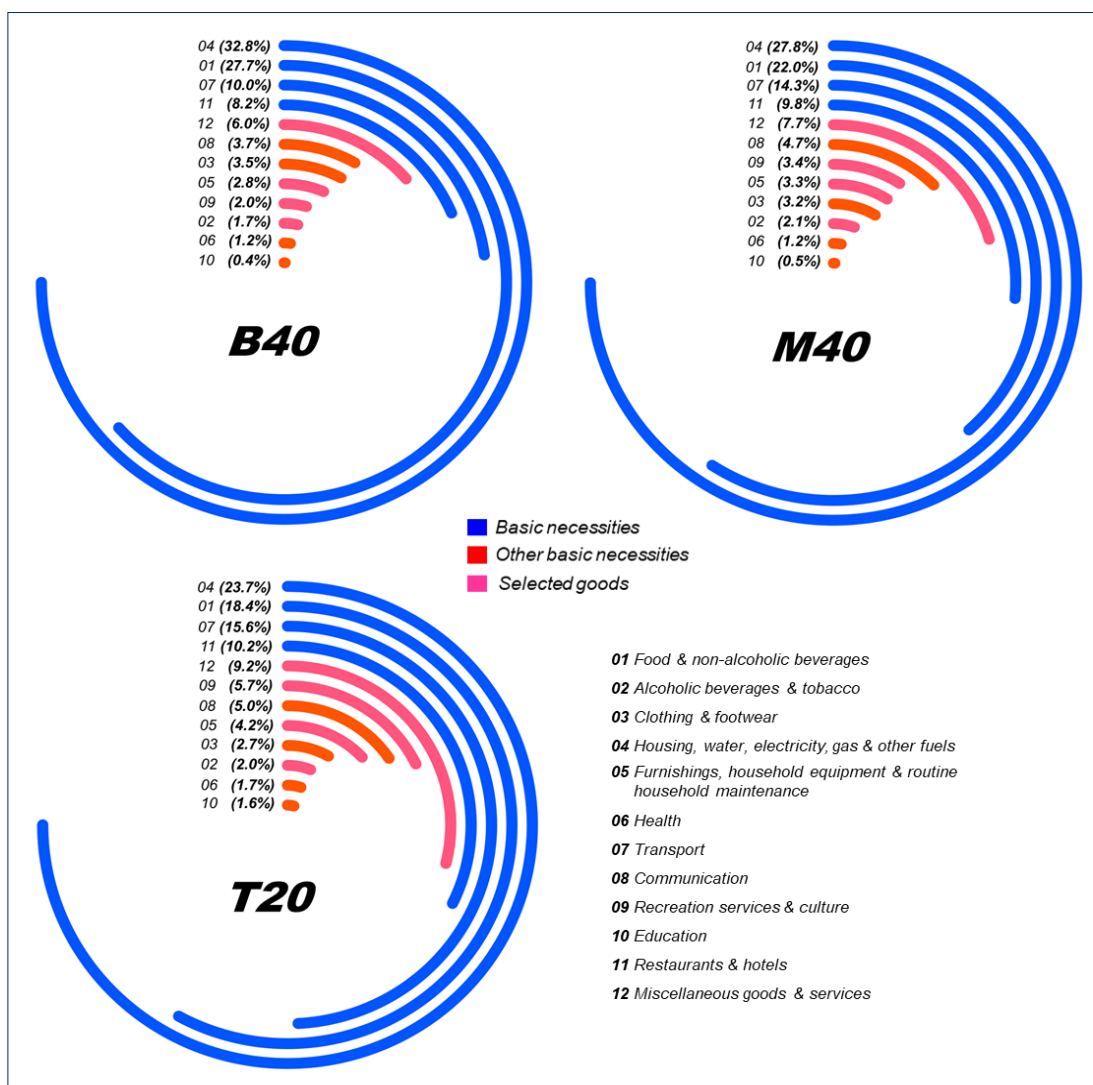 04 (32.8%)
01 (27.7%)
07 (10.0%)
11 (8.2%)
12 (6.0%)
08 (3.7%)
03 (3.5%)
05 (2.8%)
09 (2.0%)
02 (1.7%)
06 (1.2%)
10 (0.4%)
B40
04 (27.8%)
01 (22.0%)
07 (14.3%)
11 (9.8%)
12 (7.7%)
08 (4.7%)
09 (3.4%)
05 (3.3%)
03 (3.2%)
02 (2.1%)
06 (1.2%)
10 (0.5%)
M40
Basic necessities
Other basic necessities
Selected goods
04 (23.7%)
01 (18.4%)
07 (15.6%)
11 (10.2%)
12 (9.2%)
09 (5.7%)
08 (5.0%)
05 (4.2%)
03 (2.7%)
02 (2.0%)
06 (1.7%)
10 (1.6%)
T20
01 Food & non-alcoholic beverages
02 Alcoholic beverages & tobacco
03 Clothing & footwear
04 Housing, water, electricity, gas & other fuels
05 Furnishings, household equipment & routine
household maintenance
06 Health
07 Transport
08 Communication
09 Recreation services & culture
10 Education
11 Restaurants & hotels
12 Miscellaneous goods & services